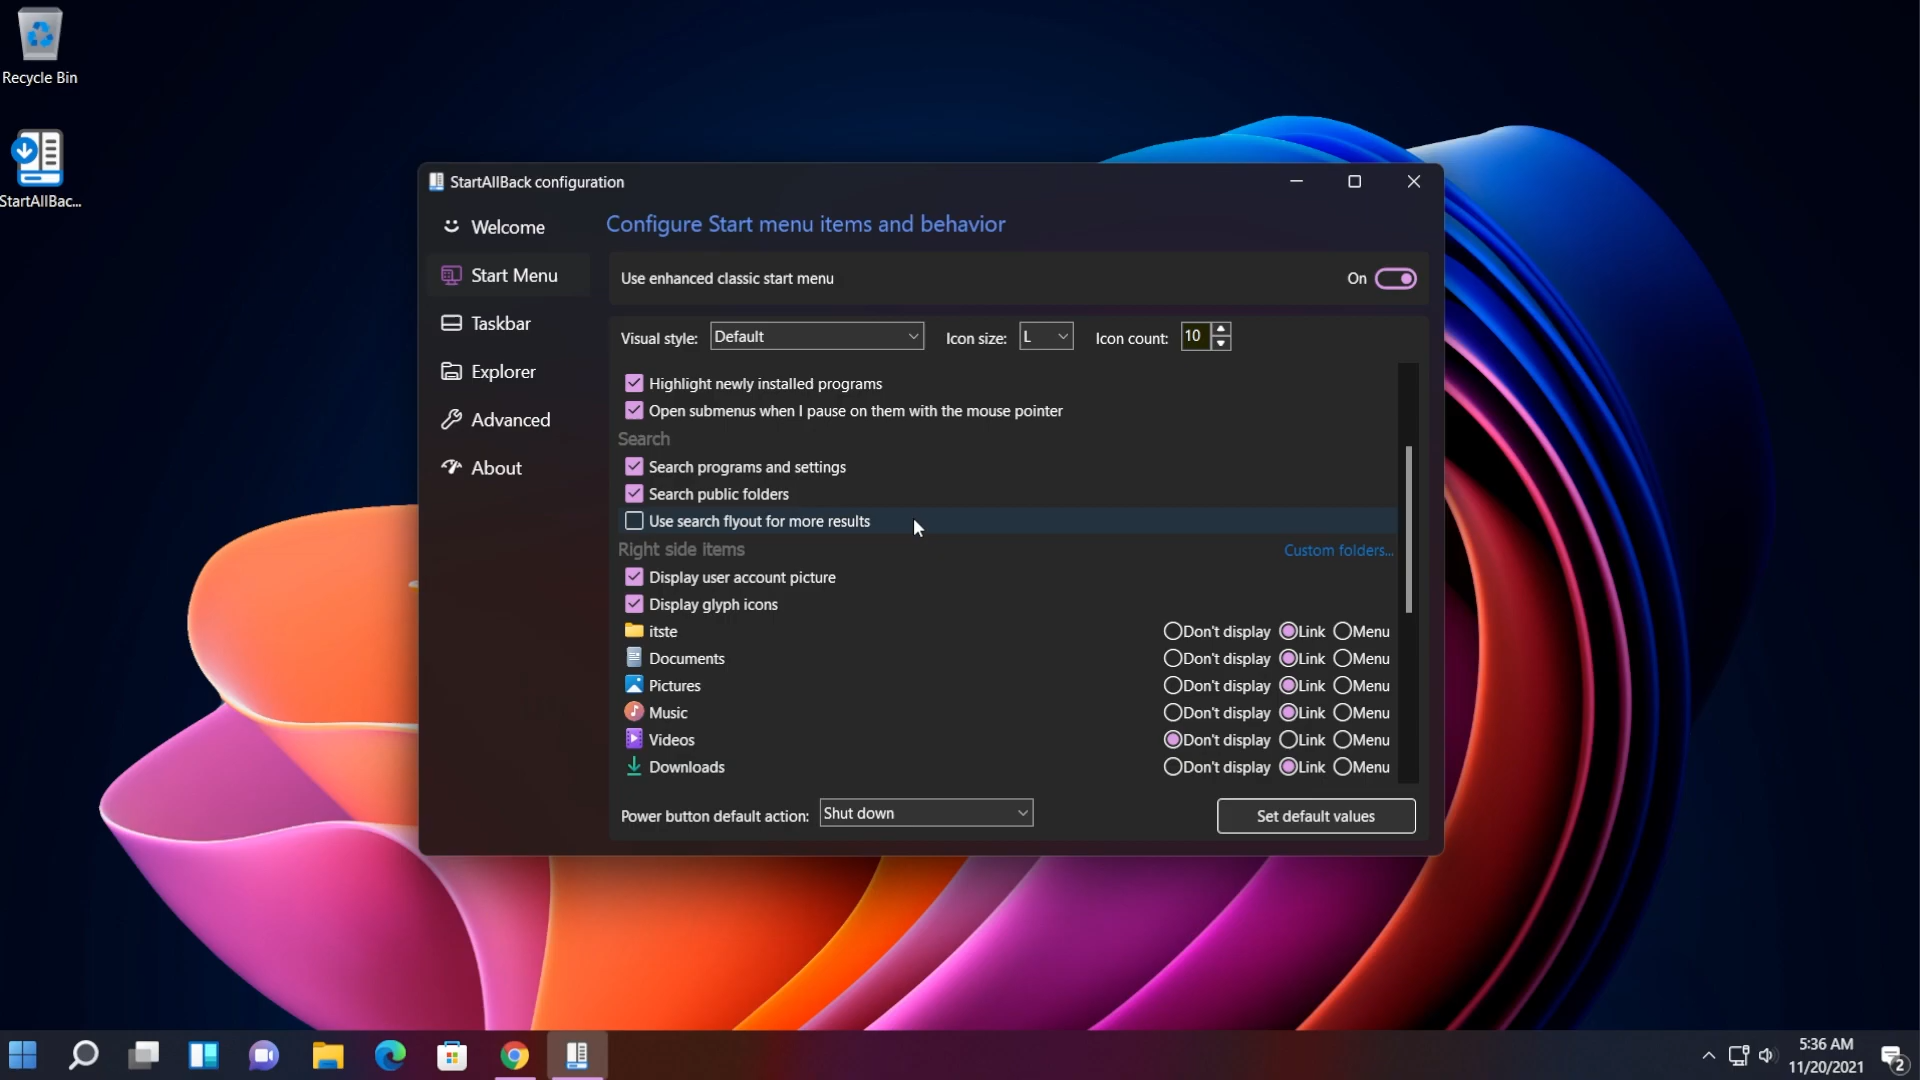 Recycle Bin
StartAllBac...
StartAllBack configuration
Welcome
Start Menu
Taskbar
Explorer
Advanced
About
Configure Start menu items and behavior
Use enhanced classic start menu
On
Visual style: Default Icon size: L Icon count: 10
Highlight newly installed programs
Open submenus when I pause on them with the mouse pointer
Search
Search programs and settings
Search public folders
Use search flyout for more results
Right side items Custom folders...
Display user account picture
Display glyph icons
itste Don't display Link Menu
Documents Don't display Link Menu
Pictures Don't display Link Menu
Music Don't display Link Menu
Videos Don't display Link Menu
Downloads Don't display Link Menu
Power button default action: Shut down Set default values
5:36 AM
11/20/2021
2